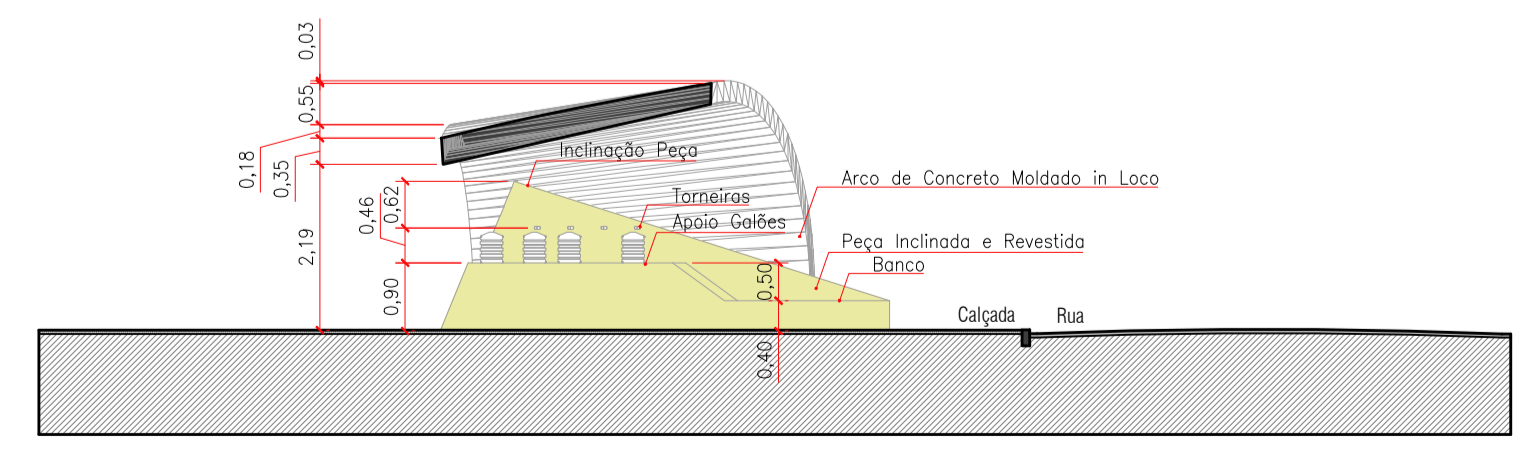 0,03
0,55
0,18
0,35
2,19
0,62
0,46
0,90
Inclinação Peça
Torneiras
Apoio Galões
Arco de Concreto Moldado in Loco
Peça Inclinada e Revestida
Banco
0,50
0,40
Calçada
Rua